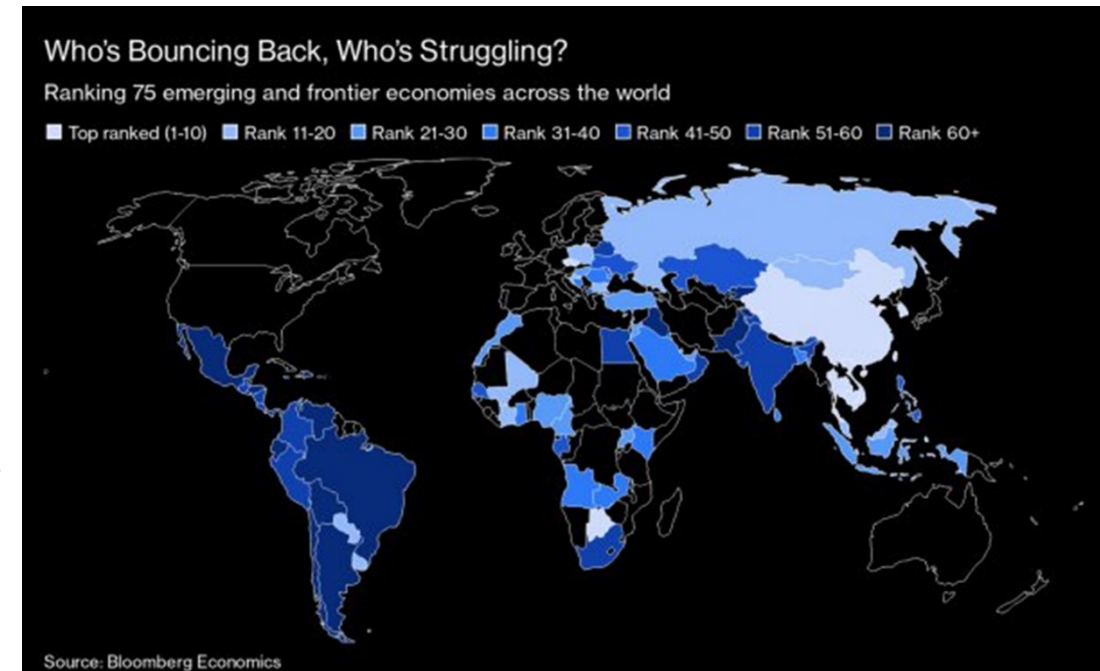 Who's Bouncing Back, Who's Struggling?
Ranking 75 emerging and frontier economies across the world
Top ranked (1-10) Rank 11-20 Rank 21-30 Rank 31-40 Rank 41-50 Rank 51-60 Rank 60+
Source: Bloomberg Economics